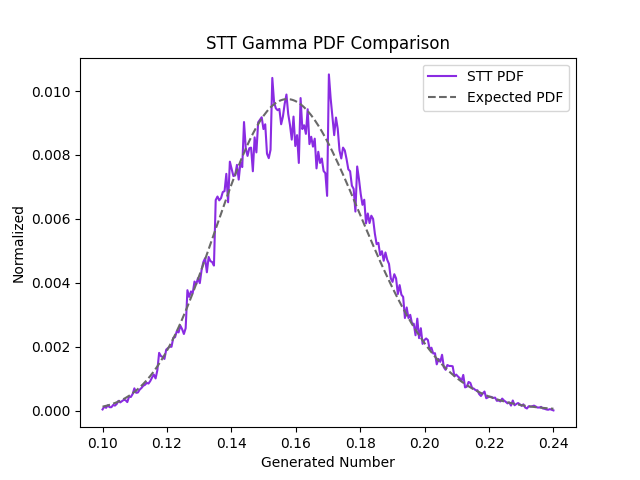 STT Gamma PDF Comparison
STT PDF
Expected PDF
Normalized
0.010
0.008
0.006
0.004
0.002
0.000
0.10 0.12 0.14 0.16 0.18 0.20 0.22 0.24
Generated Number